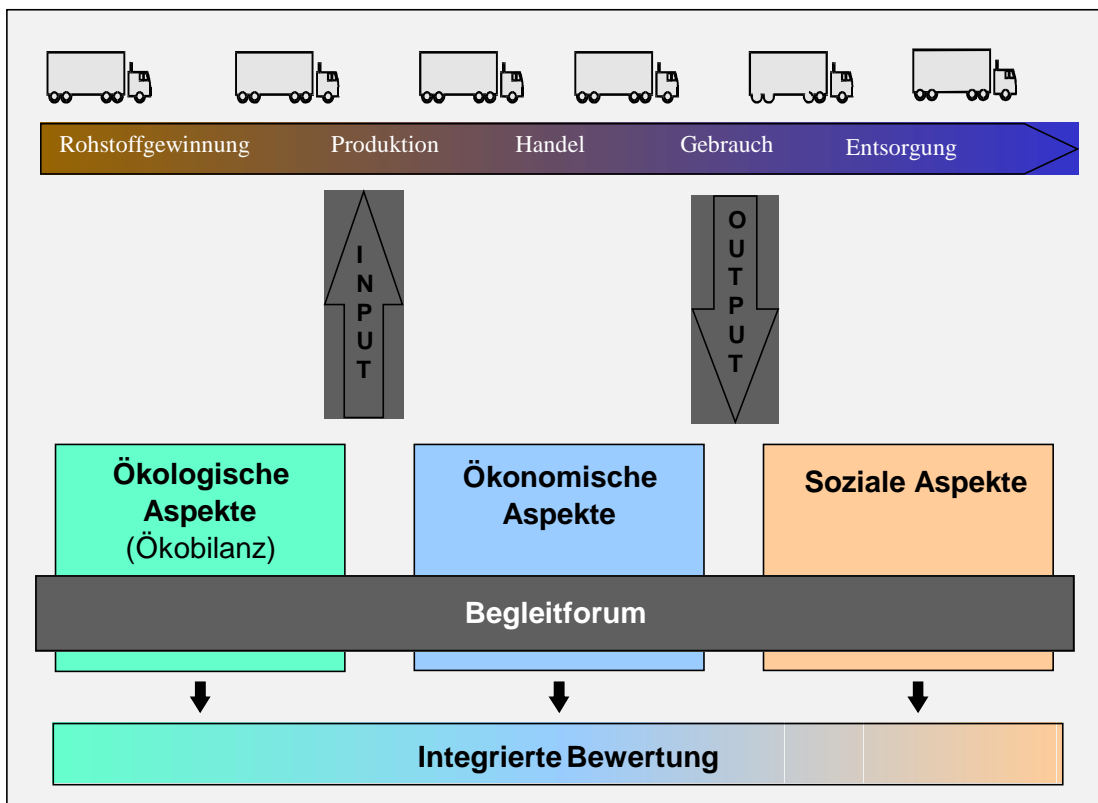 Rohstoffgewinnung Produktion Handel Gebrauch Entsorgung
INPUT
OUTPUT
Ökologische
Aspekte
(Ökobilanz)
Ökonomische
Aspekte
Soziale Aspekte
Begleitforum
Integrierte Bewertung